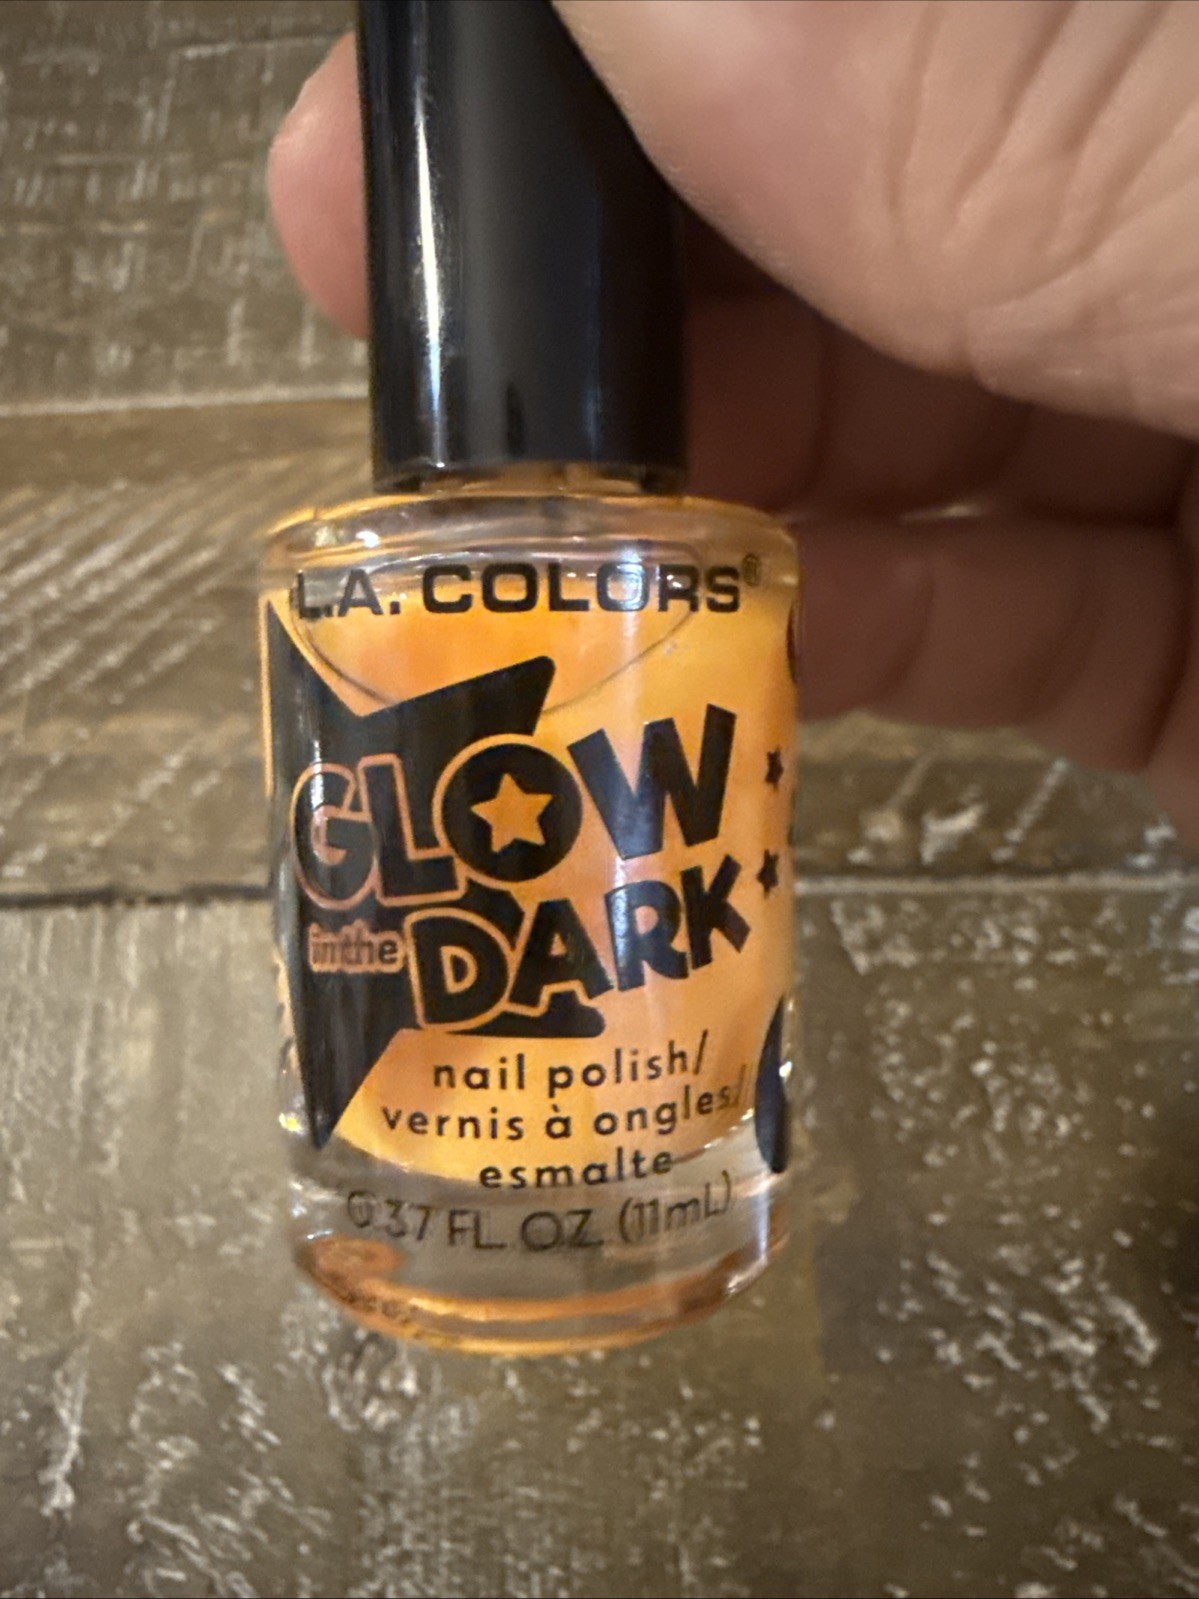 L.A. COLORS®
GLOW
in the DARK
nail polish/
vernis à ongles/
esmalte
0.37 FL. OZ. (11mL)